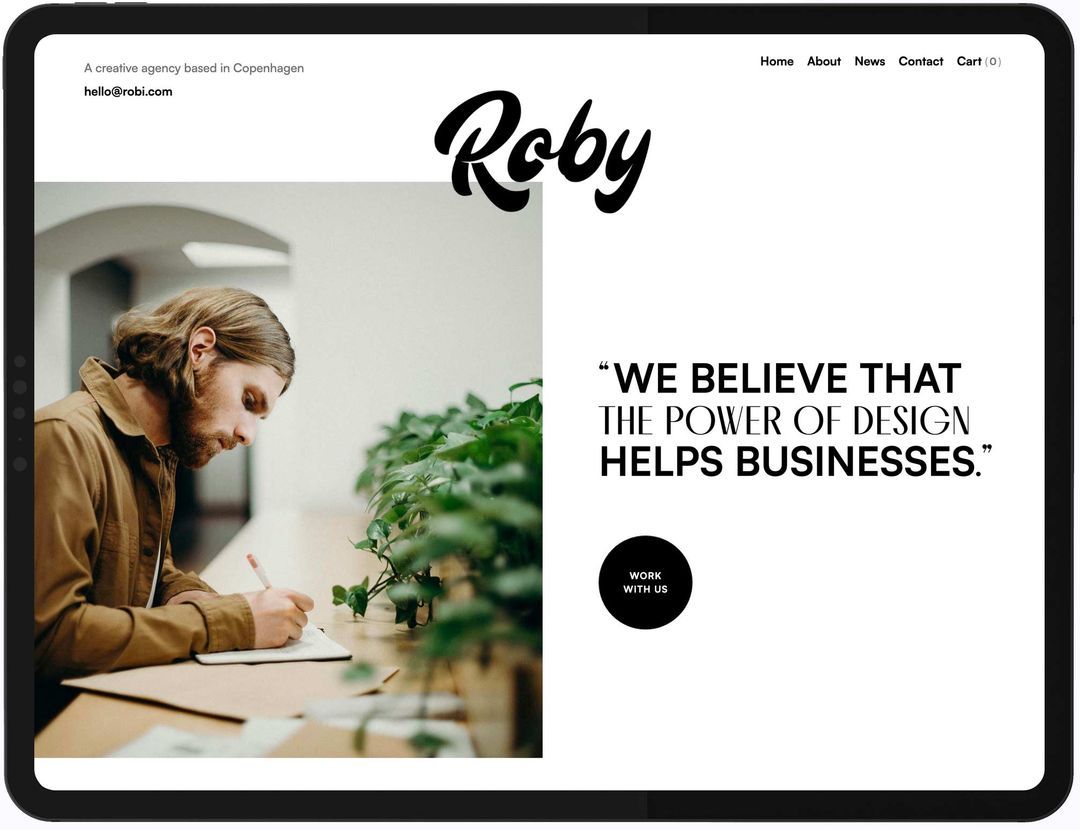 A creative agency based in Copenhagen
hello@robi.com
Home About News Contact Cart (0)
Roby
“WE BELIEVE THAT
THE POWER OF DESIGN
HELPS BUSINESSES.”
WORK
WITH US